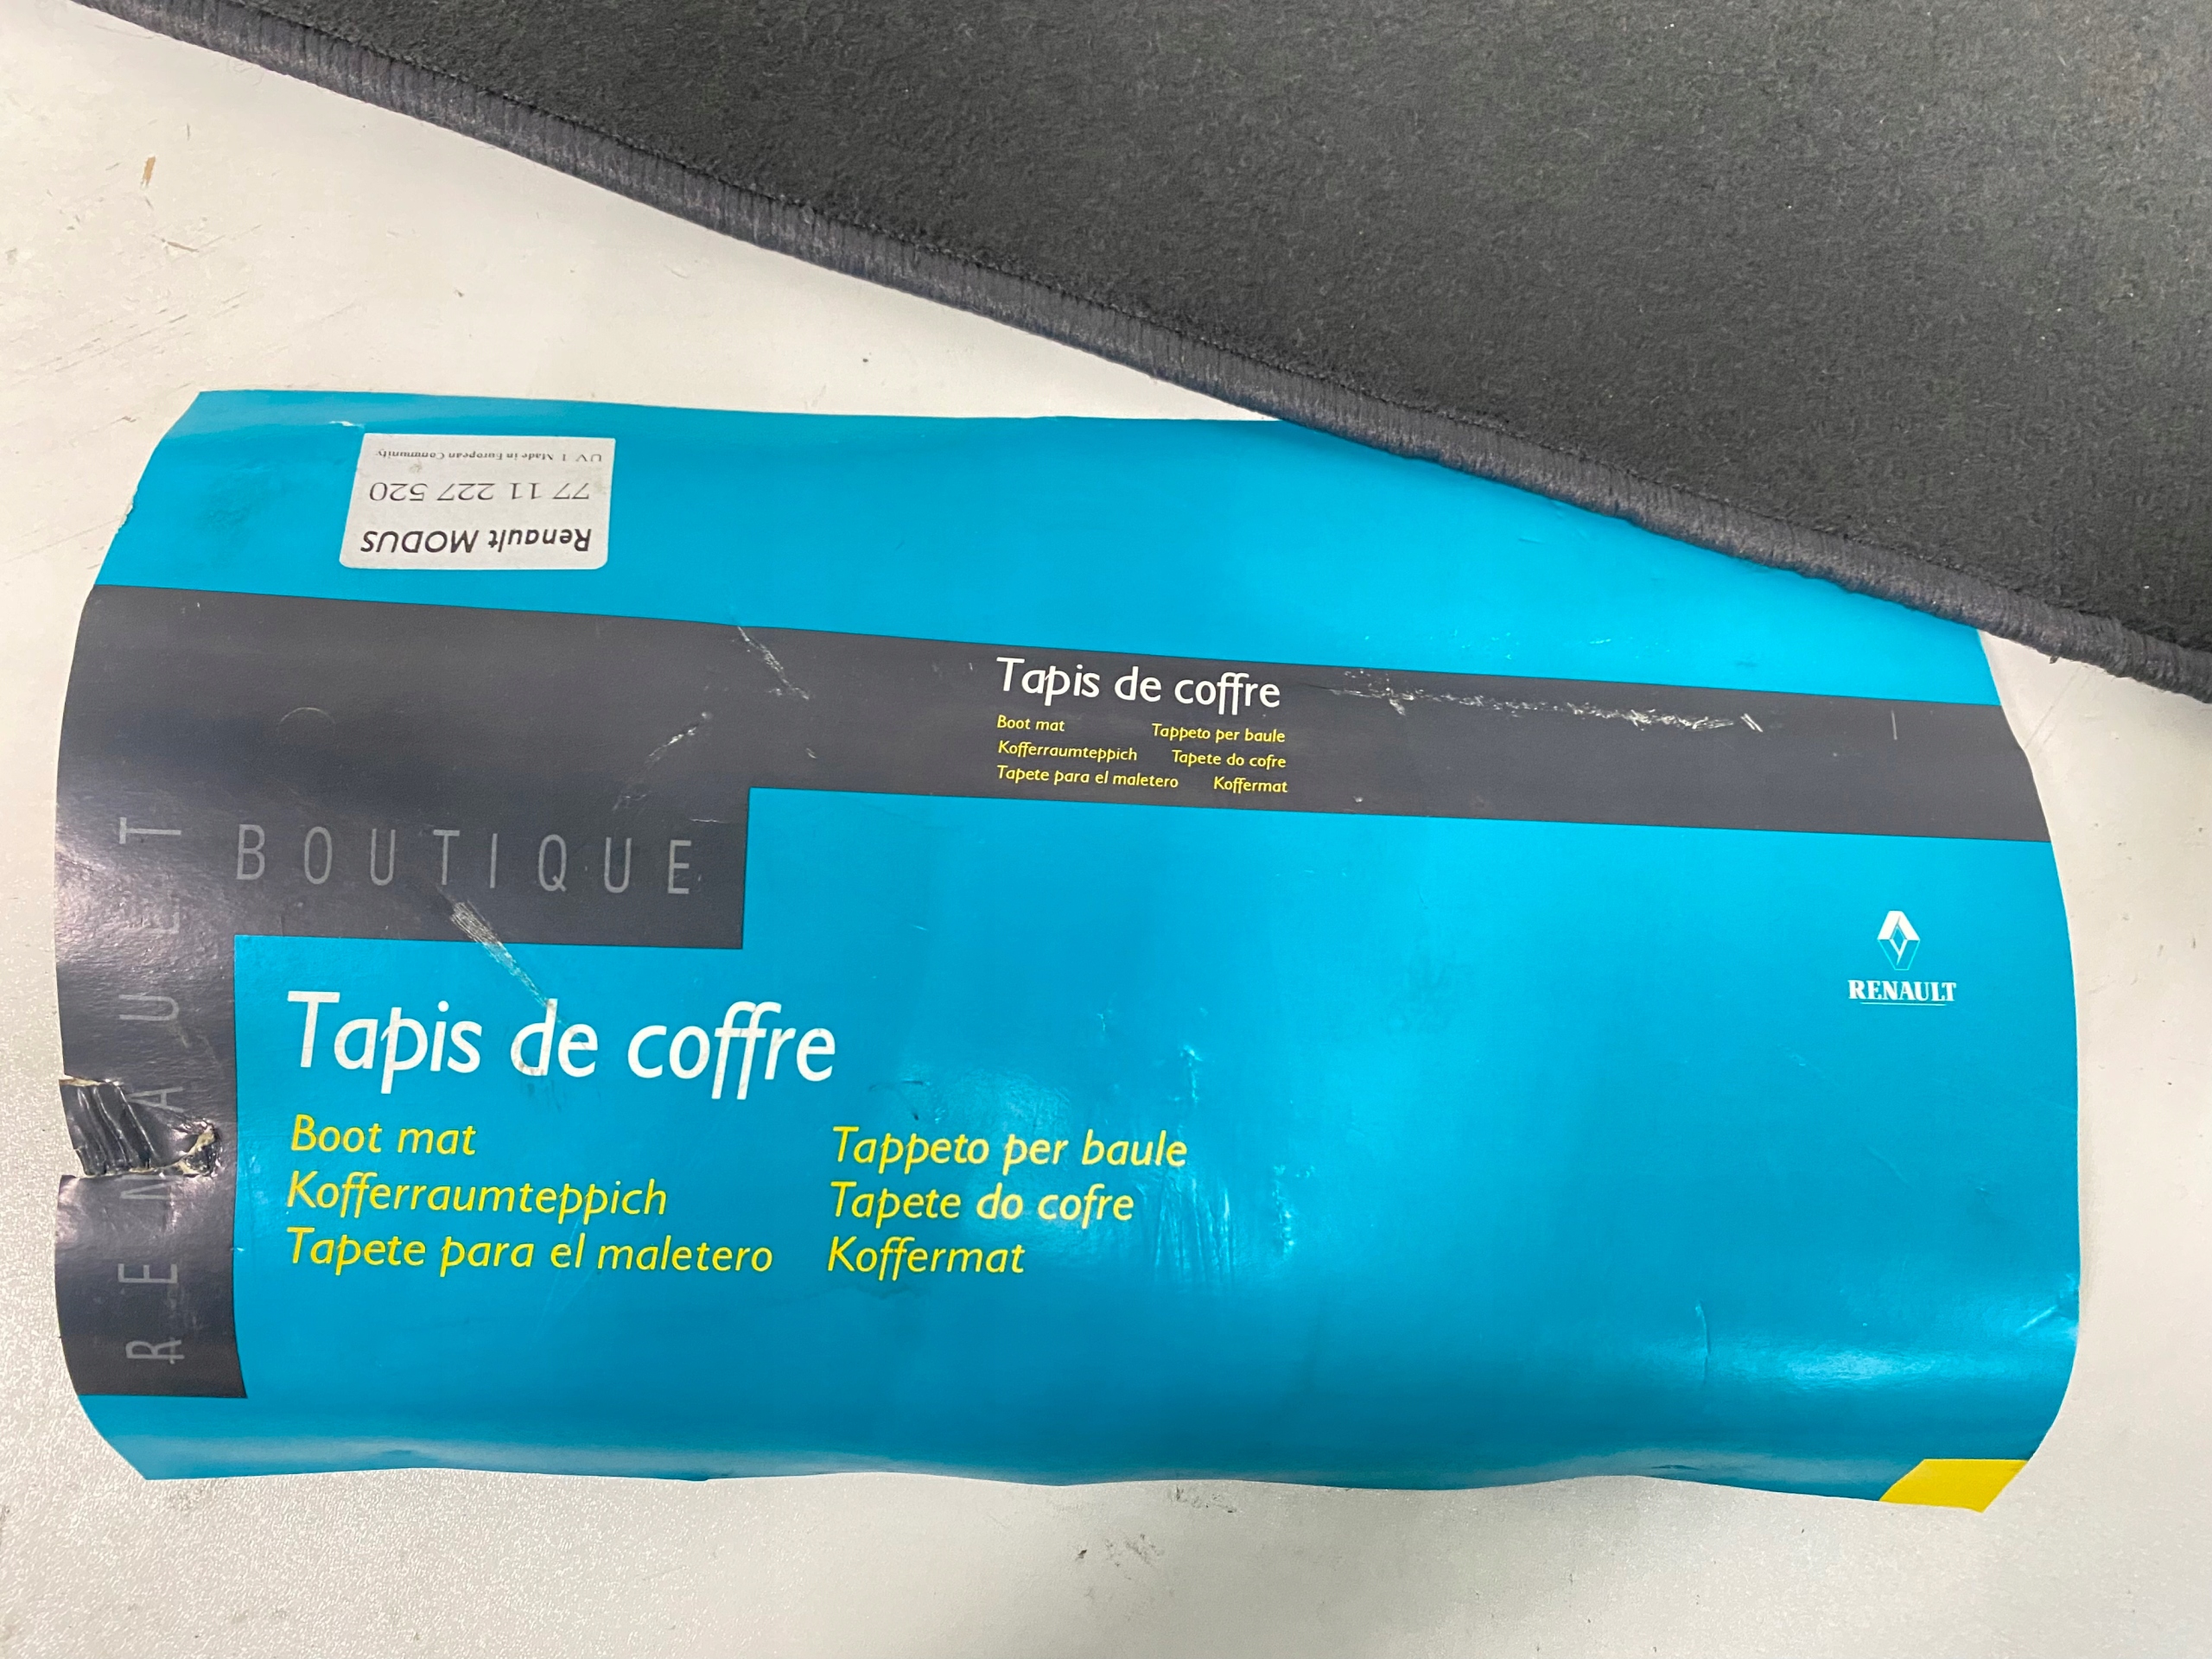 Renault MODUS
77 11 227 520
UV 1 Made in European Community
Tapis de coffre
Boot mat Tappeto per baule
Kofferraumteppich Tapete do cofre
Tapete para el maletero Koffermat
BOUTIQUE
RENAULT
RENAULT
Tapis de coffre
Boot mat
Kofferraumteppich
Tapete para el maletero
Tappeto per baule
Tapete do cofre
Koffermat